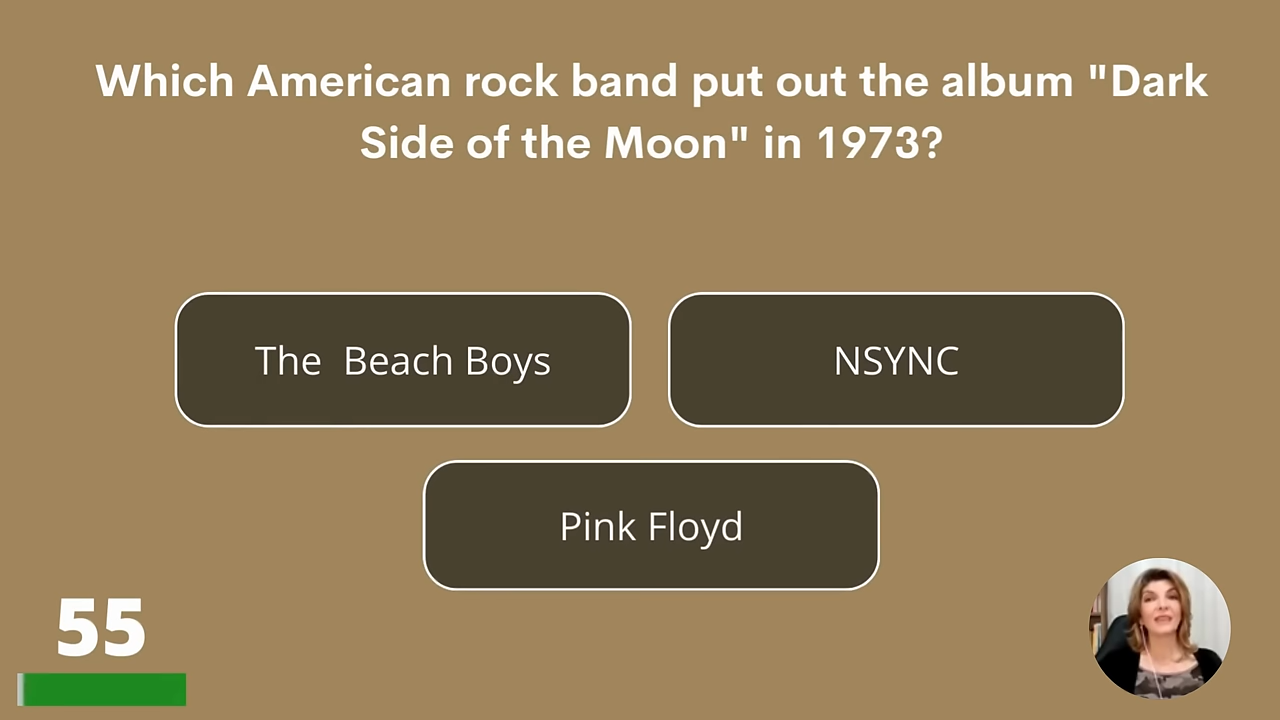 Which American rock band put out the album "Dark
Side of the Moon" in 1973?
The  Beach Boys
NSYNC
Pink Floyd
55